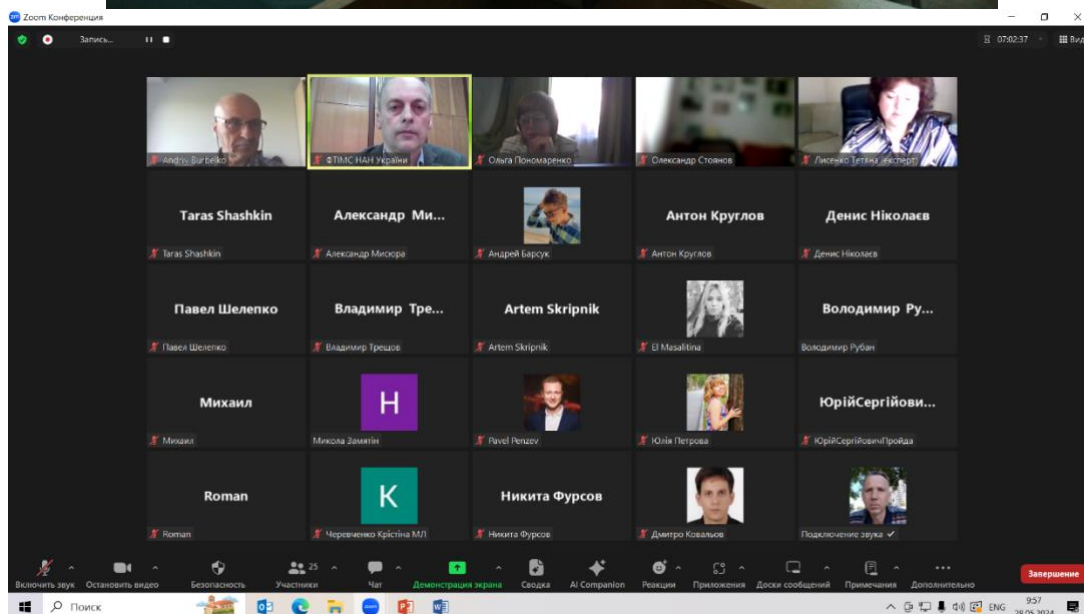 Zoom Конференция
Запись...
07:02:37
Вид
Andriy Burbelko
ФТІМС НАН України
Ольга Пономаренко
Олександр Стоянов
Лисенко Тетяна (експерт)
Taras Shashkin
Александр Ми...
Антон Круглов
Денис Ніколаєв
Taras Shashkin
Александр Мисюра
Андрей Барсук
Антон Круглов
Денис Ніколаєв
Павел Шелепко
Владимир Тре...
Artem Skripnik
Володимир Ру...
Павел Шелепко
Владимир Трещов
Artem Skripnik
El Masalitina
Володимир Рубан
Михаил
Н
ЮрійСергійови...
Михаил
Микола Замятін
Pavel Penzev
Юлія Петрова
ЮрійСергійовичПройда
Roman
К
Никита Фурсов
Roman
Черевченко Крістіна МЛ
Никита Фурсов
Дмитро Ковальов
Подключение звука
25
Включить звук
Остановить видео
Безопасность
Участники
Чат
Демонстрация экрана
Сводка
AI Companion
Реакции
Приложения
Доски сообщений
Примечания
Дополнительно
Завершение
Поиск
ENG
9:57
28.05.2024